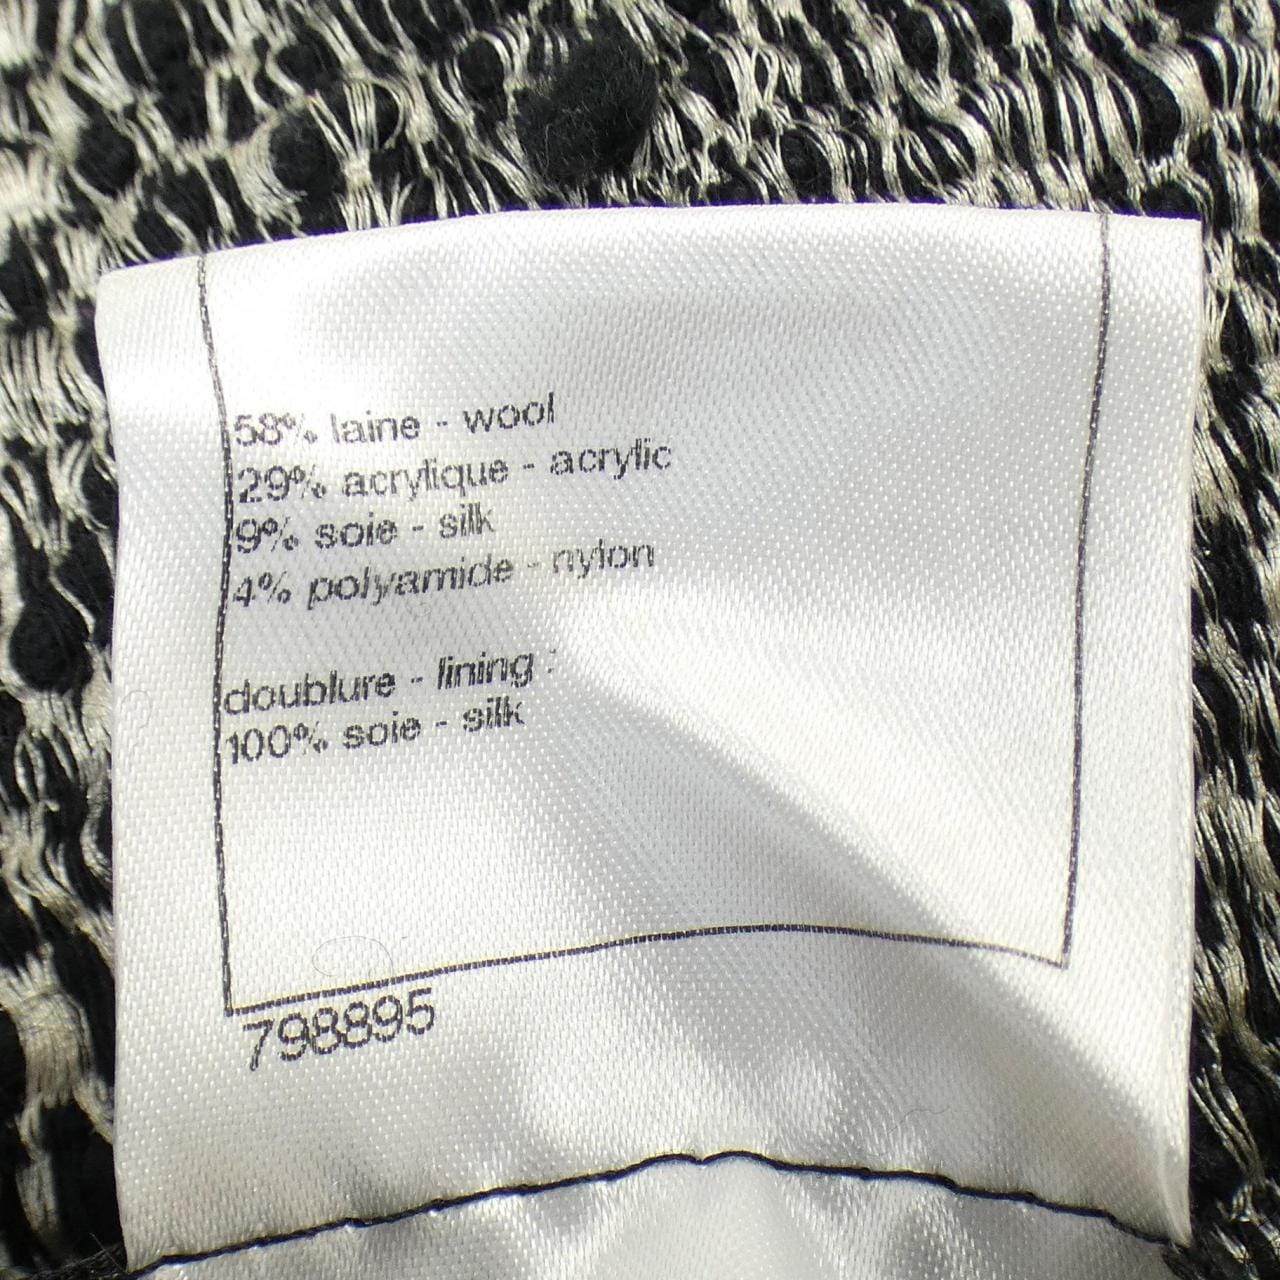 58% laine - wool
29% acrylique - acrylic
9% soie - silk
4% polyamide - nylon
doublure - lining :
100% soie - silk
798895